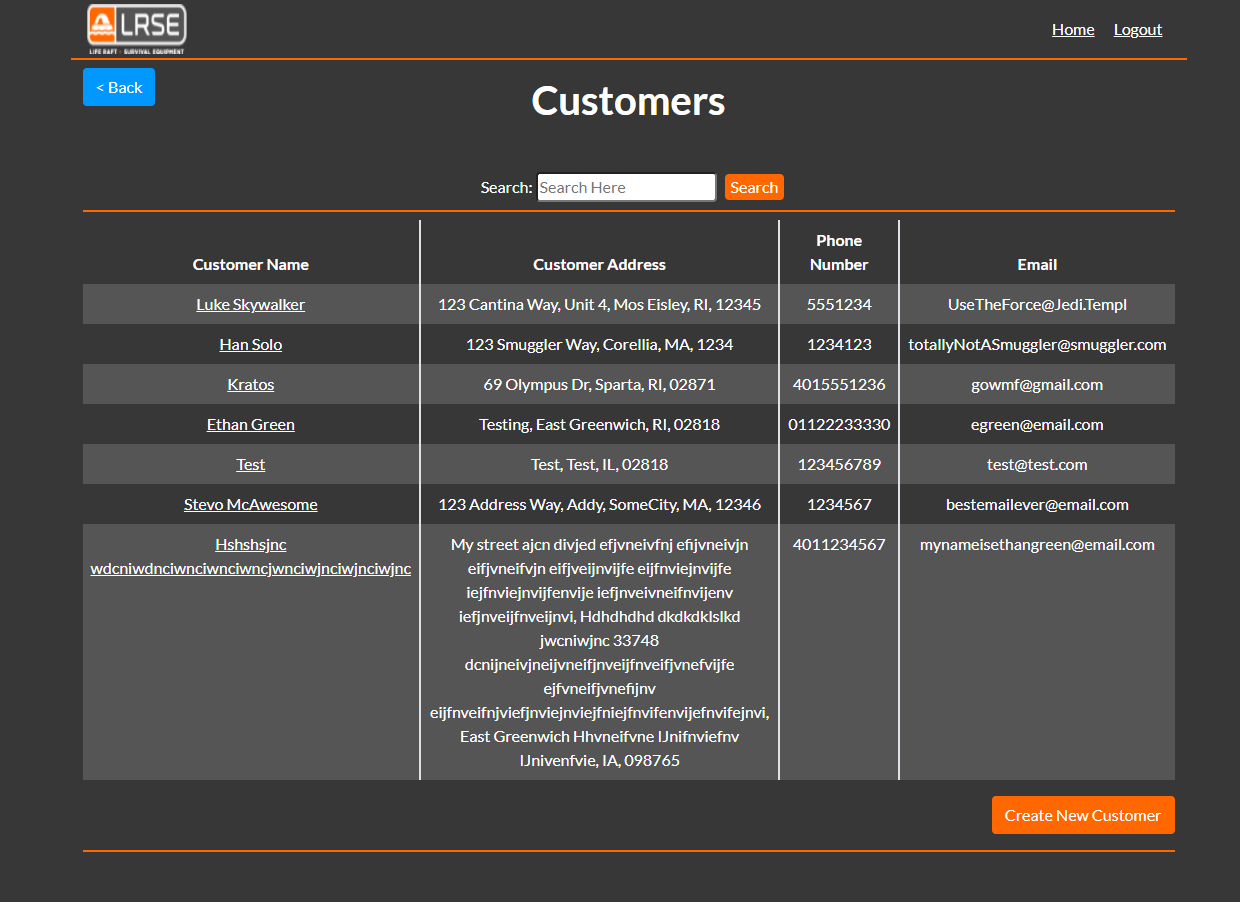 LRSE
LIFE RAFT - SURVIVAL EQUIPMENT
Home Logout
< Back
Customers
Search: Search Here Search
Customer Name Customer Address Phone Number Email
Luke Skywalker 123 Cantina Way, Unit 4, Mos Eisley, RI, 12345 5551234 UseTheForce@Jedi.Templ
Han Solo 123 Smuggler Way, Corellia, MA, 1234 1234123 totallyNotASmuggler@smuggler.com
Kratos 69 Olympus Dr, Sparta, RI, 02871 4015551236 gowmf@gmail.com
Ethan Green Testing, East Greenwich, RI, 02818 01122233330 egreen@email.com
Test Test, Test, IL, 02818 123456789 test@test.com
Stevo McAwesome 123 Address Way, Addy, SomeCity, MA, 12346 1234567 bestemailever@email.com
Hshshsjnc My street ajcn divjed efjvneivfnj efijvneivjn 4011234567 mynameisethangreen@email.com
wdcniwdnciwnciwnciwncjwnciwjnciwjnciwjnc eifjvneifvjn eifjveijnvijfe eijfnviejnvijfe
iejfnviejnvijfenvije iefjnveivneifnvijenv
iefjnveijfnveijnvi, Hdhdhdhd dkdkdklslkd
jwcniwjnc 33748
dcnijneivjneijvneifjnveijfnveifjvnefvijfe
ejfvneifjvnefijnv
eijfnveifnjviefjnviejnviejfniejfnvifenvijefnvifejnvi,
East Greenwich Hhvneifvne IJnifnviefnv
IJnivenfvie, IA, 098765
Create New Customer